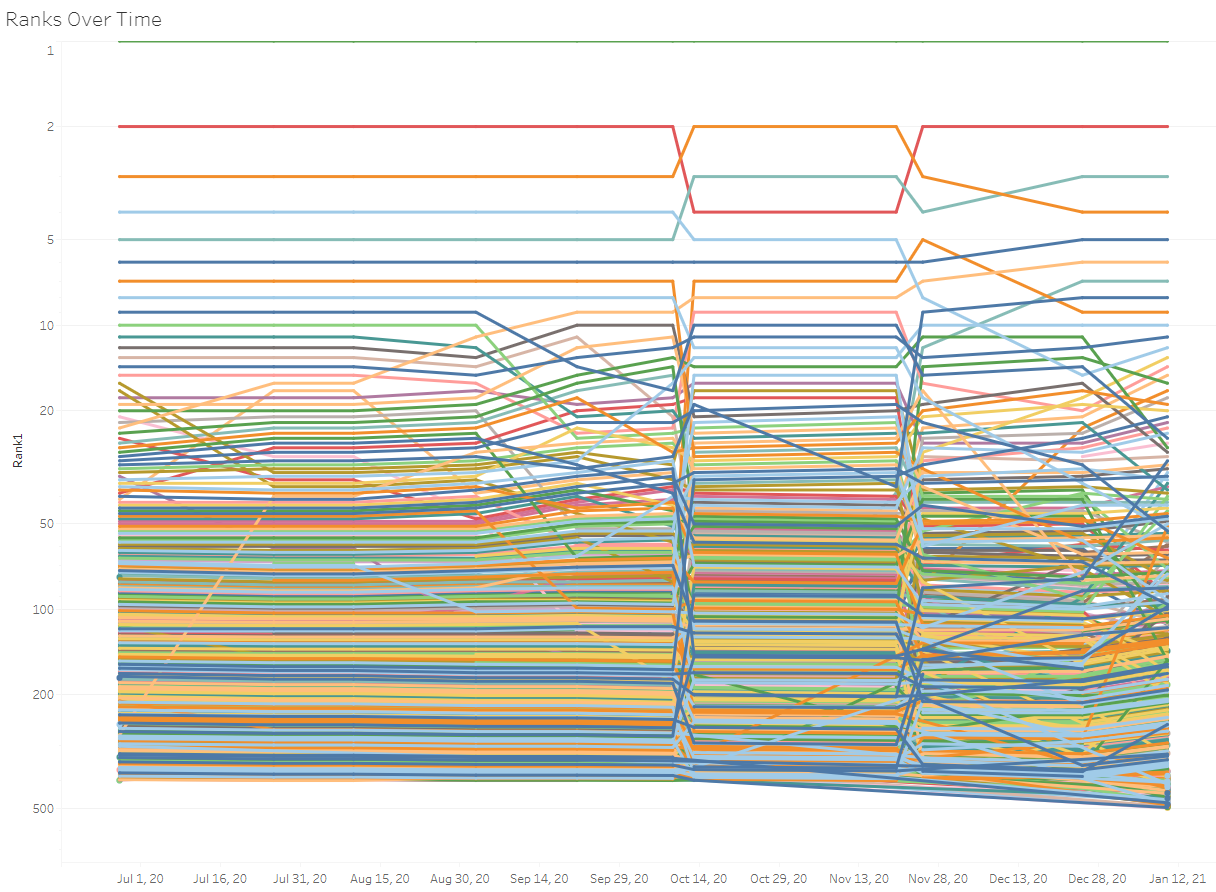 Ranks Over Time
1
2
5
10
20
50
100
200
500
Rank1
Jul 1, 20
Jul 16, 20
Jul 31, 20
Aug 15, 20
Aug 30, 20
Sep 14, 20
Sep 29, 20
Oct 14, 20
Oct 29, 20
Nov 13, 20
Nov 28, 20
Dec 13, 20
Dec 28, 20
Jan 12, 21